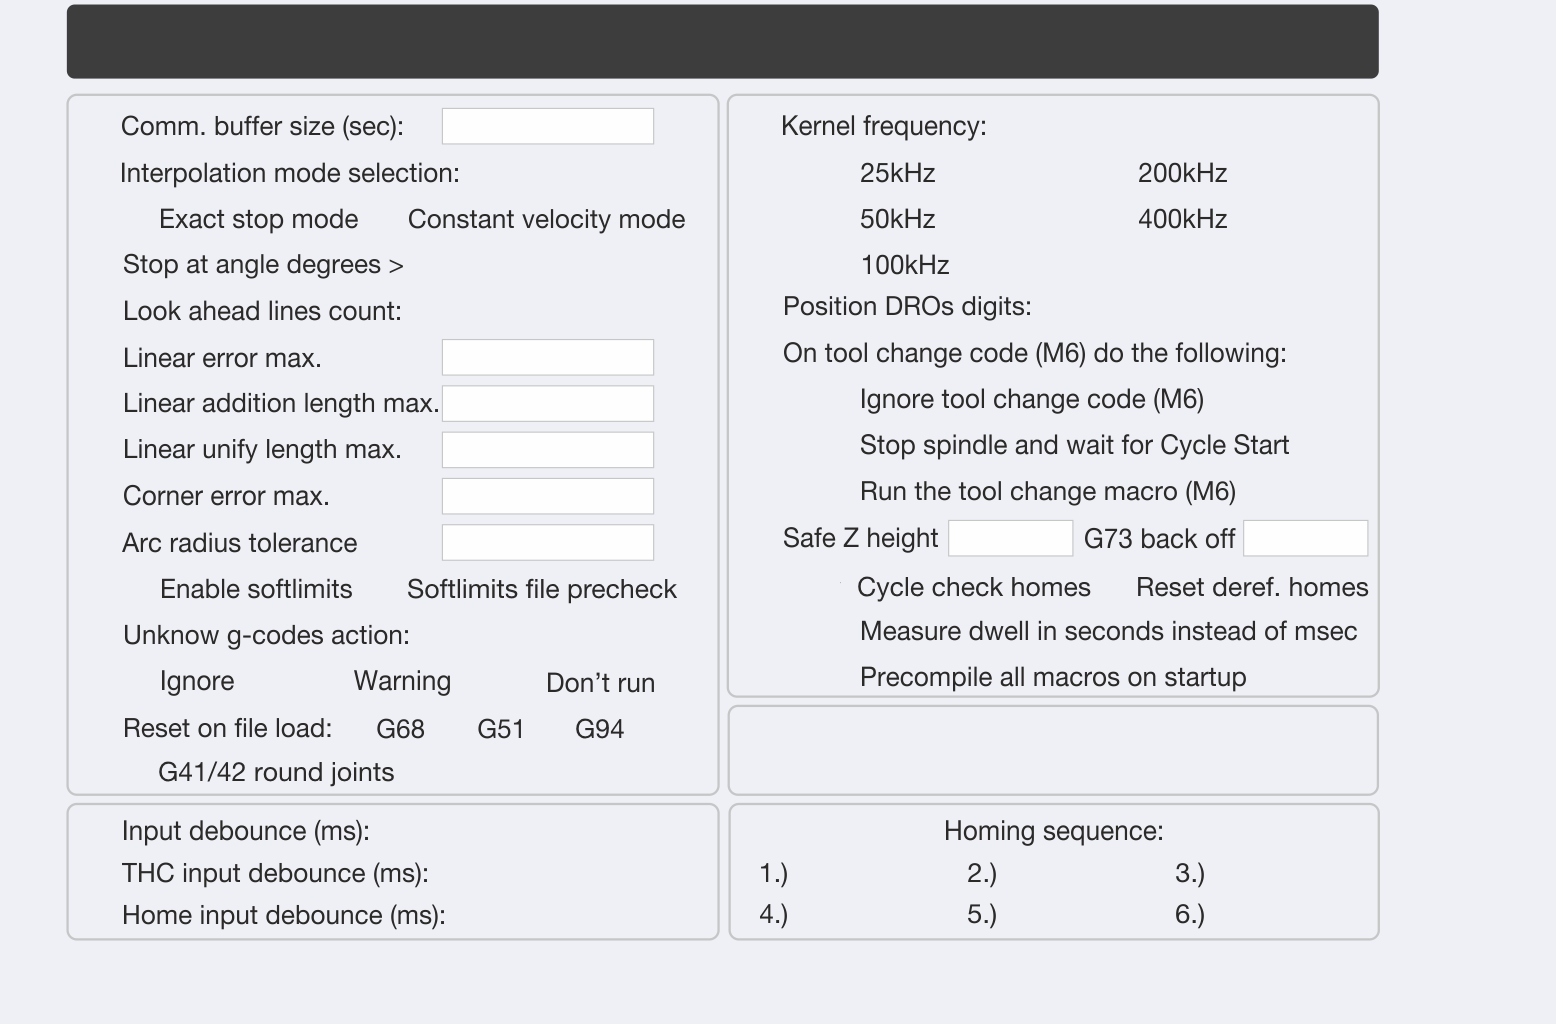 Comm. buffer size (sec):
Interpolation mode selection:
Exact stop mode Constant velocity mode
Stop at angle degrees >
Look ahead lines count:
Linear error max.
Linear addition length max.
Linear unify length max.
Corner error max.
Arc radius tolerance
Enable softlimits Softlimits file precheck
Unknow g-codes action:
Ignore Warning Don’t run
Reset on file load: G68 G51 G94
G41/42 round joints
Kernel frequency:
25kHz 200kHz
50kHz 400kHz
100kHz
Position DROs digits:
On tool change code (M6) do the following:
Ignore tool change code (M6)
Stop spindle and wait for Cycle Start
Run the tool change macro (M6)
Safe Z height G73 back off
Cycle check homes Reset deref. homes
Measure dwell in seconds instead of msec
Precompile all macros on startup
Input debounce (ms):
THC input debounce (ms):
Home input debounce (ms):
Homing sequence:
1.) 2.) 3.)
4.) 5.) 6.)